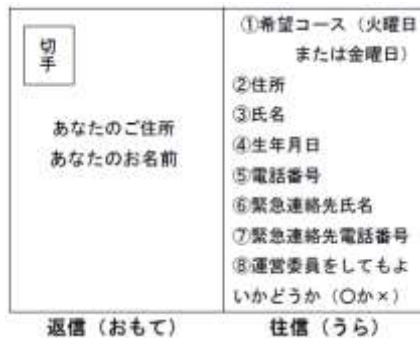 切手
あなたのご住所
あなたのお名前
①希望コース（火曜日
または金曜日）
②住所
③氏名
④生年月日
⑤電話番号
⑥緊急連絡先氏名
⑦緊急連絡先電話番号
⑧運営委員をしてもよ
いかどうか（〇か×）
返信（おもて）
往信（うら）